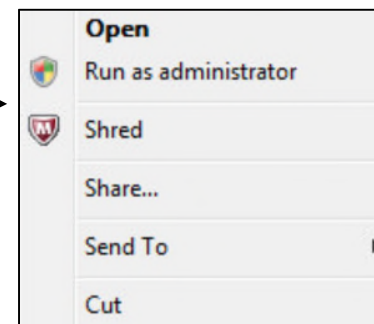 Open
Run as administrator
Shred
Share...
Send To
Cut